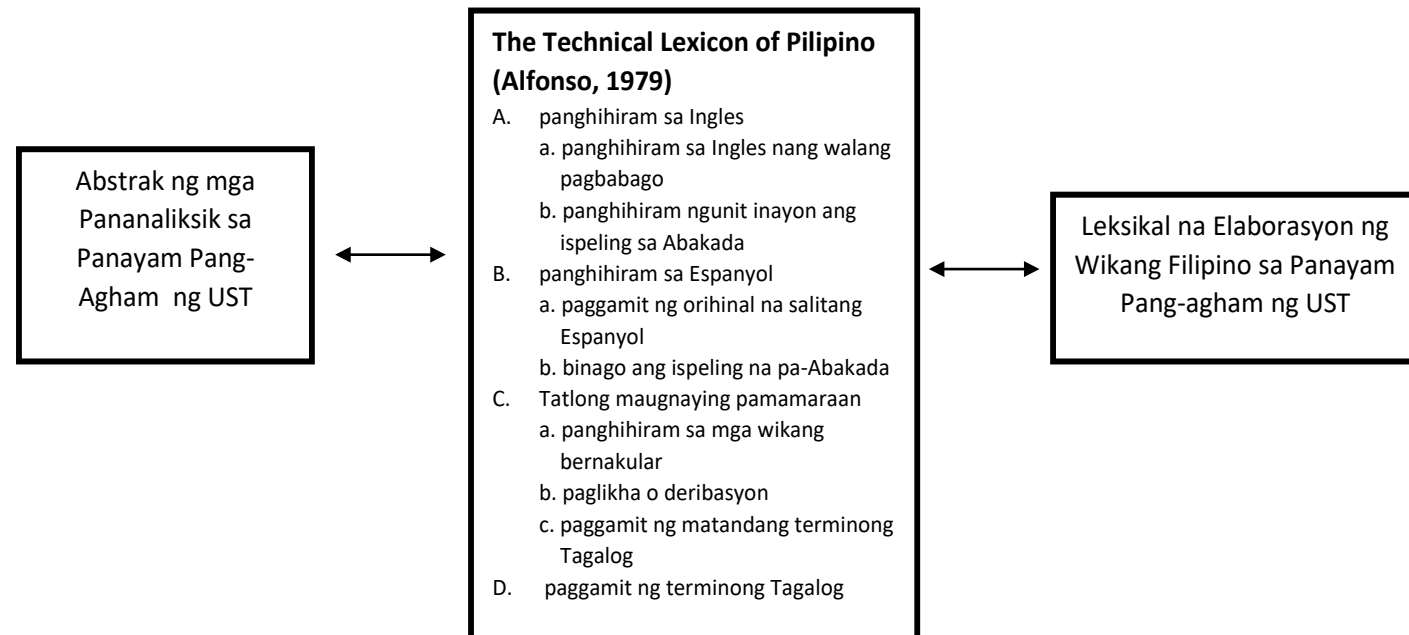 Abstrak ng mga
Pananaliksik sa
Panayam Pang-
Agham ng UST
The Technical Lexicon of Pilipino
(Alfonso, 1979)
A. panghihiram sa Ingles
a. panghihiram sa Ingles nang walang
pagbabago
b. panghihiram ngunit inayon ang
ispeling sa Abakada
B. panghihiram sa Espanyol
a. paggamit ng orihinal na salitang
Espanyol
b. binago ang ispeling na pa-Abakada
C. Tatlong maugnaying pamamaraan
a. panghihiram sa mga wikang
bernakular
b. paglikha o deribasyon
c. paggamit ng matandang terminong
Tagalog
D. paggamit ng terminong Tagalog
Leksikal na Elaborasyon ng
Wikang Filipino sa Panayam
Pang-agham ng UST